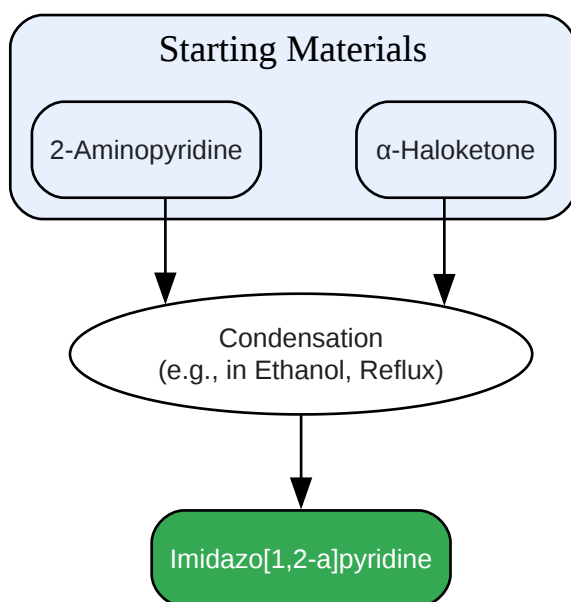 Starting Materials
2-Aminopyridine
α-Haloketone
Condensation
(e.g., in Ethanol, Reflux)
Imidazo[1,2-a]pyridine